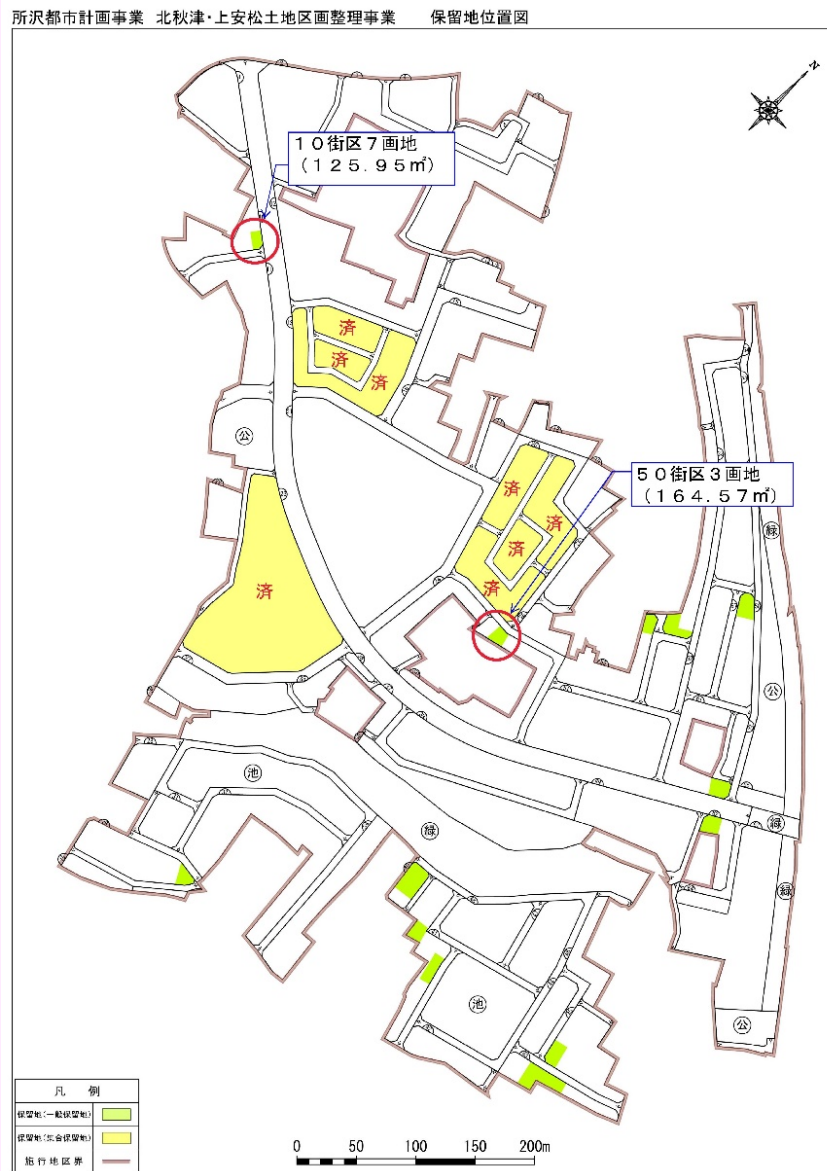 所沢都市計画事業 北秋津・上安松土地区画整理事業 保留地位置図
N
10街区7画地
(125.95㎡)
済
済
済
公
50街区3画地
(164.57㎡)
済
済
済
済
済
緑
公
池
緑
緑
緑
池
公
凡 例
保留地(一般保留地)
保留地(集合保留地)
施行地区界
0 50 100 150 200m